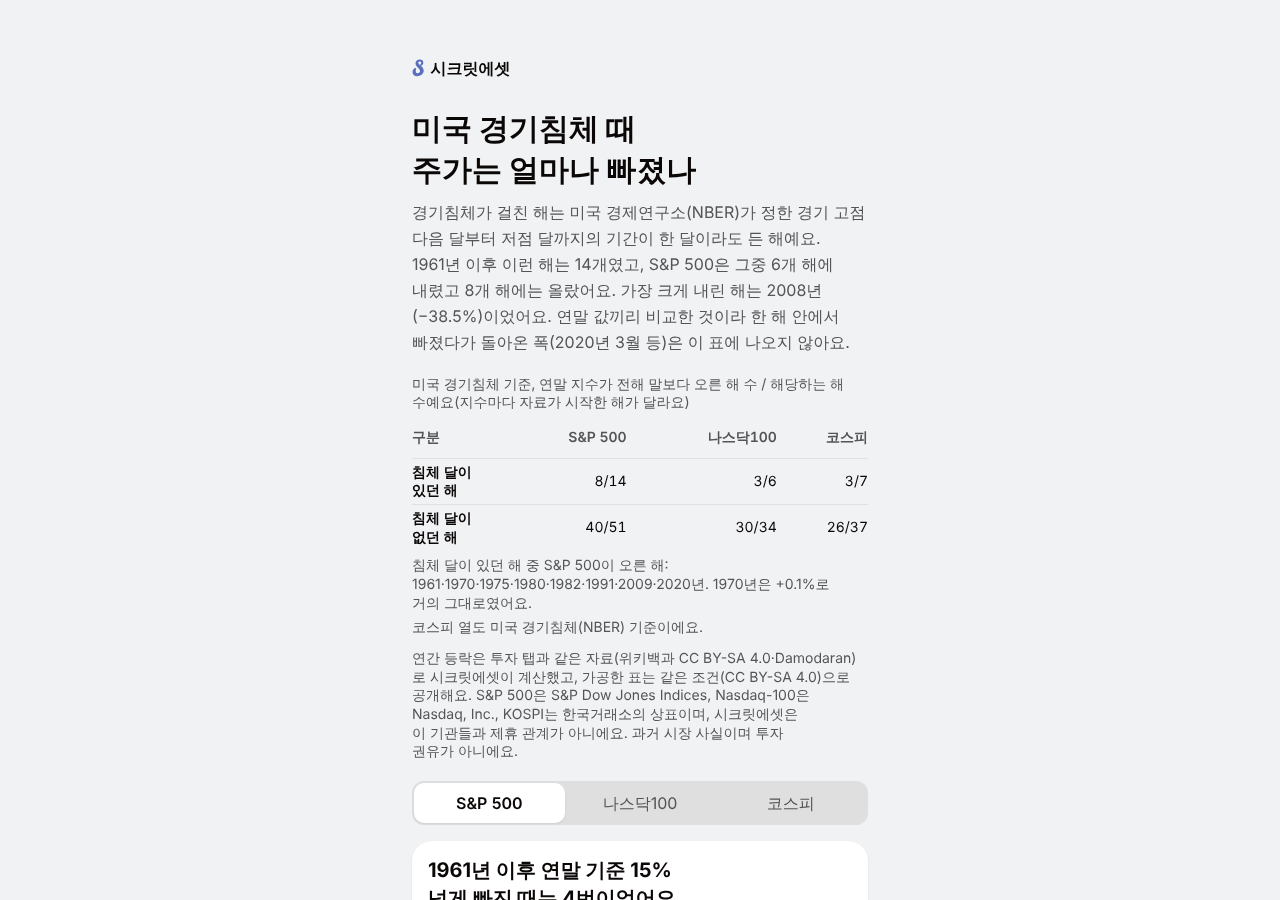 시크릿에셋
미국 경기침체 때
주가는 얼마나 빠졌나
경기침체가 걸친 해는 미국 경제연구소(NBER)가 정한 경기 고점
다음 달부터 저점 달까지의 기간이 한 달이라도 든 해예요.
1961년 이후 이런 해는 14개였고, S&P 500은 그중 6개 해에
내렸고 8개 해에는 올랐어요. 가장 크게 내린 해는 2008년
(−38.5%)이었어요. 연말 값끼리 비교한 것이라 한 해 안에서
빠졌다가 돌아온 폭(2020년 3월 등)은 이 표에 나오지 않아요.
미국 경기침체 기준, 연말 지수가 전해 말보다 오른 해 수 / 해당하는 해
수예요(지수마다 자료가 시작한 해가 달라요)
구분 S&P 500 나스닥100 코스피
침체 달이
있던 해 8/14 3/6 3/7
침체 달이
없던 해 40/51 30/34 26/37
침체 달이 있던 해 중 S&P 500이 오른 해:
1961·1970·1975·1980·1982·1991·2009·2020년. 1970년은 +0.1%로
거의 그대로였어요.
코스피 열도 미국 경기침체(NBER) 기준이에요.
연간 등락은 투자 탭과 같은 자료(위키백과 CC BY-SA 4.0·Damodaran)
로 시크릿에셋이 계산했고, 가공한 표는 같은 조건(CC BY-SA 4.0)으로
공개해요. S&P 500은 S&P Dow Jones Indices, Nasdaq-100은
Nasdaq, Inc., KOSPI는 한국거래소의 상표이며, 시크릿에셋은
이 기관들과 제휴 관계가 아니에요. 과거 시장 사실이며 투자
권유가 아니에요.
S&P 500 나스닥100 코스피
1961년 이후 연말 기준 15%
넘게 빠진 때는 4번이었어요